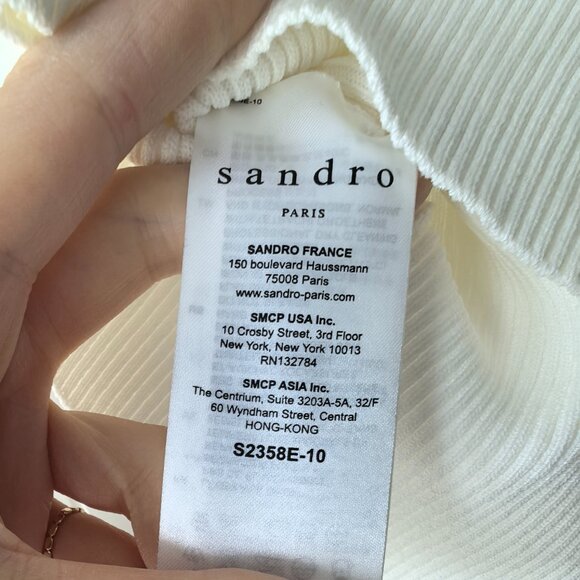 sandro
PARIS
SANDRO FRANCE
150 boulevard Haussmann
75008 Paris
www.sandro-paris.com
SMCP USA Inc.
10 Crosby Street, 3rd Floor
New York, New York 10013
RN132784
SMCP ASIA Inc.
The Centrium, Suite 3203A-5A, 32/F
60 Wyndham Street, Central
HONG-KONG
S2358E-10